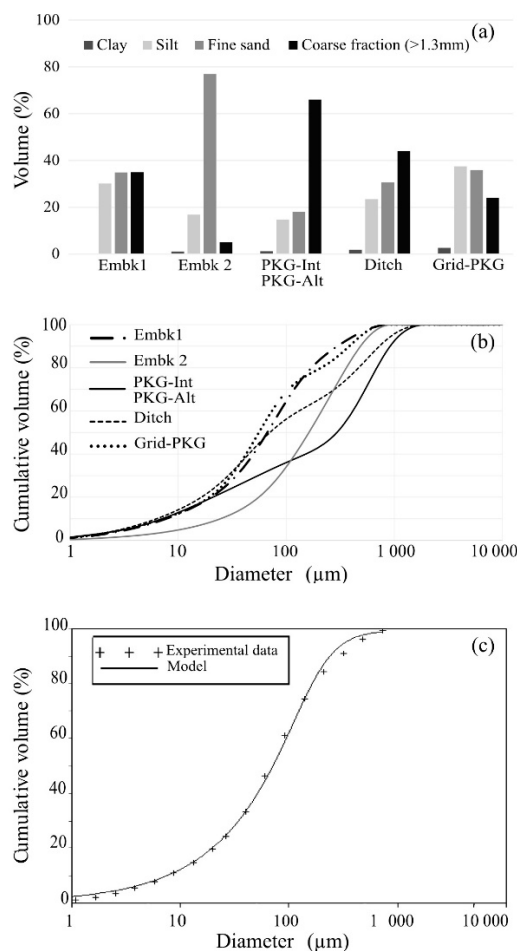 (a)
Clay Silt Fine sand Coarse fraction (>1.3mm)
100
80
60
40
20
0
Volume (%)
Embk1 Embk 2 PKG-Int Ditch Grid-PKG
PKG-Alt
(b)
Embk1
Embk 2
PKG-Int
PKG-Alt
Ditch
Grid-PKG
100
80
60
40
20
0
Cumulative volume (%)
1 10 100 1 000 10 000
Diameter (µm)
(c)
Experimental data
Model
100
80
60
40
20
0
Cumulative volume (%)
1 10 100 1 000 10 000
Diameter (µm)